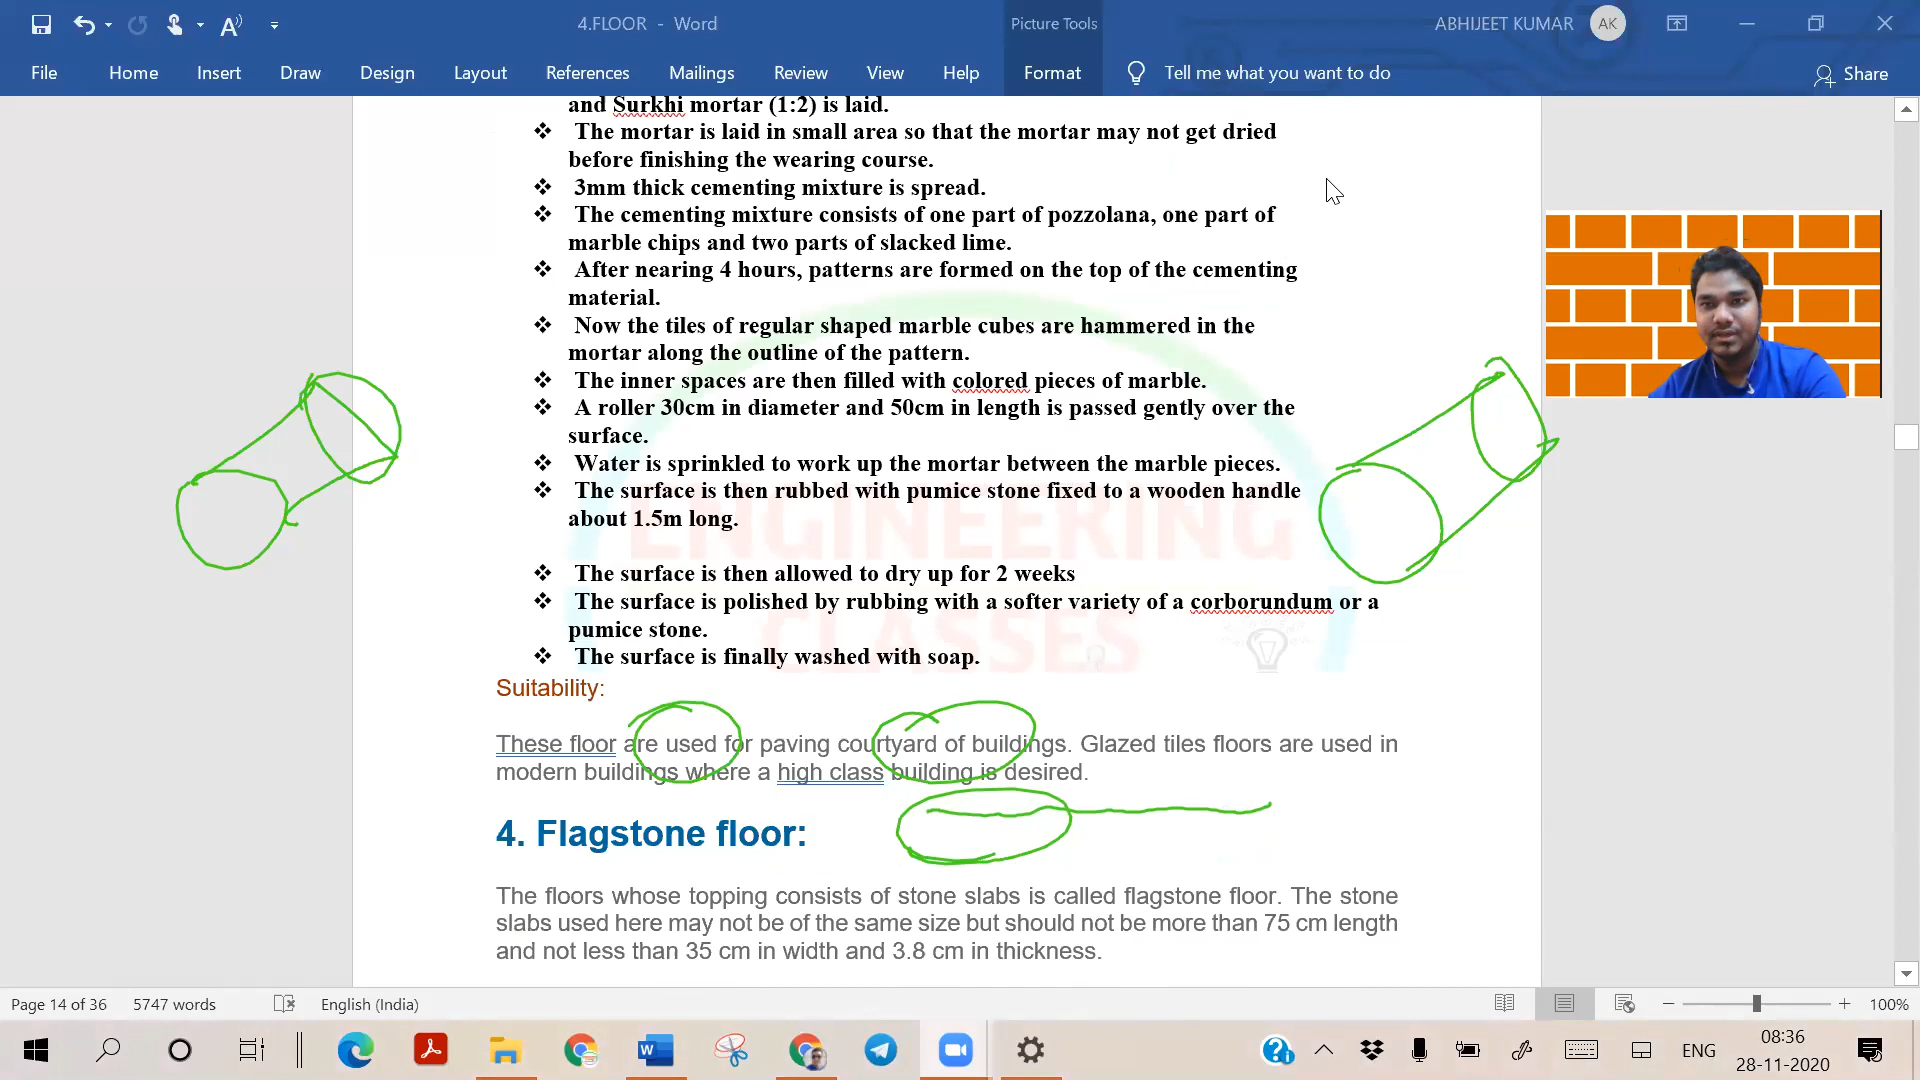 4.FLOOR - Word
Picture Tools
ABHIJEET KUMAR
AK
File Home Insert Draw Design Layout References Mailings Review View Help Format Tell me what you want to do Share
and Surkhi mortar (1:2) is laid.
❖ The mortar is laid in small area so that the mortar may not get dried
before finishing the wearing course.
❖ 3mm thick cementing mixture is spread.
❖ The cementing mixture consists of one part of pozzolana, one part of
marble chips and two parts of slacked lime.
❖ After nearing 4 hours, patterns are formed on the top of the cementing
material.
❖ Now the tiles of regular shaped marble cubes are hammered in the
mortar along the outline of the pattern.
❖ The inner spaces are then filled with colored pieces of marble.
❖ A roller 30cm in diameter and 50cm in length is passed gently over the
surface.
❖ Water is sprinkled to work up the mortar between the marble pieces.
❖ The surface is then rubbed with pumice stone fixed to a wooden handle
about 1.5m long.
ENGINEERING
❖ The surface is then allowed to dry up for 2 weeks
❖ The surface is polished by rubbing with a softer variety of a corborundum or a
pumice stone.
CLASSES
❖ The surface is finally washed with soap.
Suitability:
These floor are used for paving courtyard of buildings. Glazed tiles floors are used in
modern buildings where a high class building is desired.
4. Flagstone floor:
The floors whose topping consists of stone slabs is called flagstone floor. The stone
slabs used here may not be of the same size but should not be more than 75 cm length
and not less than 35 cm in width and 3.8 cm in thickness.
Page 14 of 36 5747 words English (India) 100%
ENG
08:36
28-11-2020